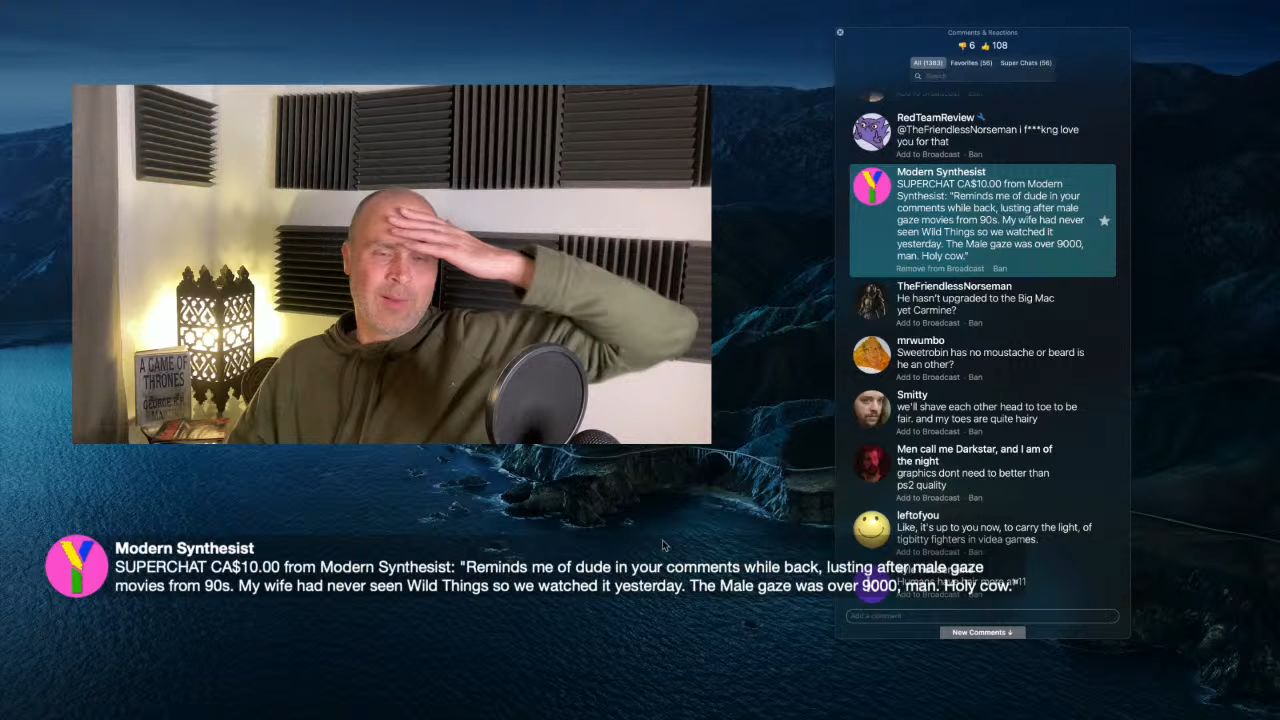 Comments & Reactions
6 108
All (1383) Favorites (56) Super Chats (56)
Search
Add to Broadcast · Ban
RedTeamReview
@TheFriendlessNorseman i f***kng love
you for that
Add to Broadcast · Ban
Modern Synthesist
SUPERCHAT CA$10.00 from Modern
Synthesist: "Reminds me of dude in your
comments while back, lusting after male
gaze movies from 90s. My wife had never
seen Wild Things so we watched it
yesterday. The Male gaze was over 9000,
man. Holy cow."
Remove from Broadcast Ban
TheFriendlessNorseman
He hasn't upgraded to the Big Mac
yet Carmine?
Add to Broadcast · Ban
mrwumbo
Sweetrobin has no moustache or beard is
he an other?
Add to Broadcast · Ban
Smitty
we'll shave each other head to toe to be
fair. and my toes are quite hairy
Add to Broadcast · Ban
Men call me Darkstar, and I am of
the night
graphics dont need to better than
ps2 quality
Add to Broadcast · Ban
leftofyou
Like, it's up to you now, to carry the light, of
tigbitty fighters in videa games.
Add to Broadcast · Ban
Add to Broadcast · Ban
Add a comment
New Comments ↓
A GAME OF
THRONES
GEORGE R.R.
Modern Synthesist
SUPERCHAT CA$10.00 from Modern Synthesist: "Reminds me of dude in your comments while back, lusting after male gaze
movies from 90s. My wife had never seen Wild Things so we watched it yesterday. The Male gaze was over 9000, man. Holy cow."